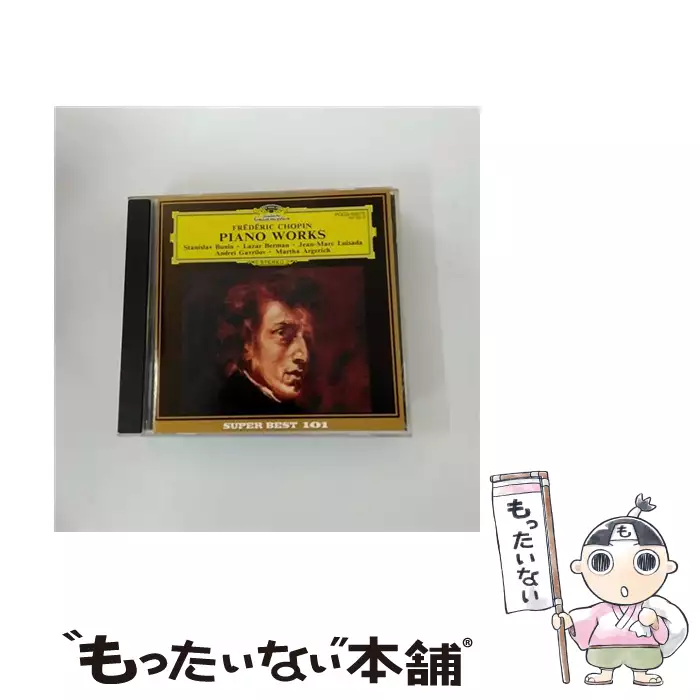 FRÉDÉRIC CHOPIN
PIANO WORKS
Stanislav Bunin • Lazar Berman • Jean-Marc Luisada
Andrei Gavrilov • Martha Argerich
STEREO
SUPER BEST 101
も
もったいない
“もったいない”本舗®